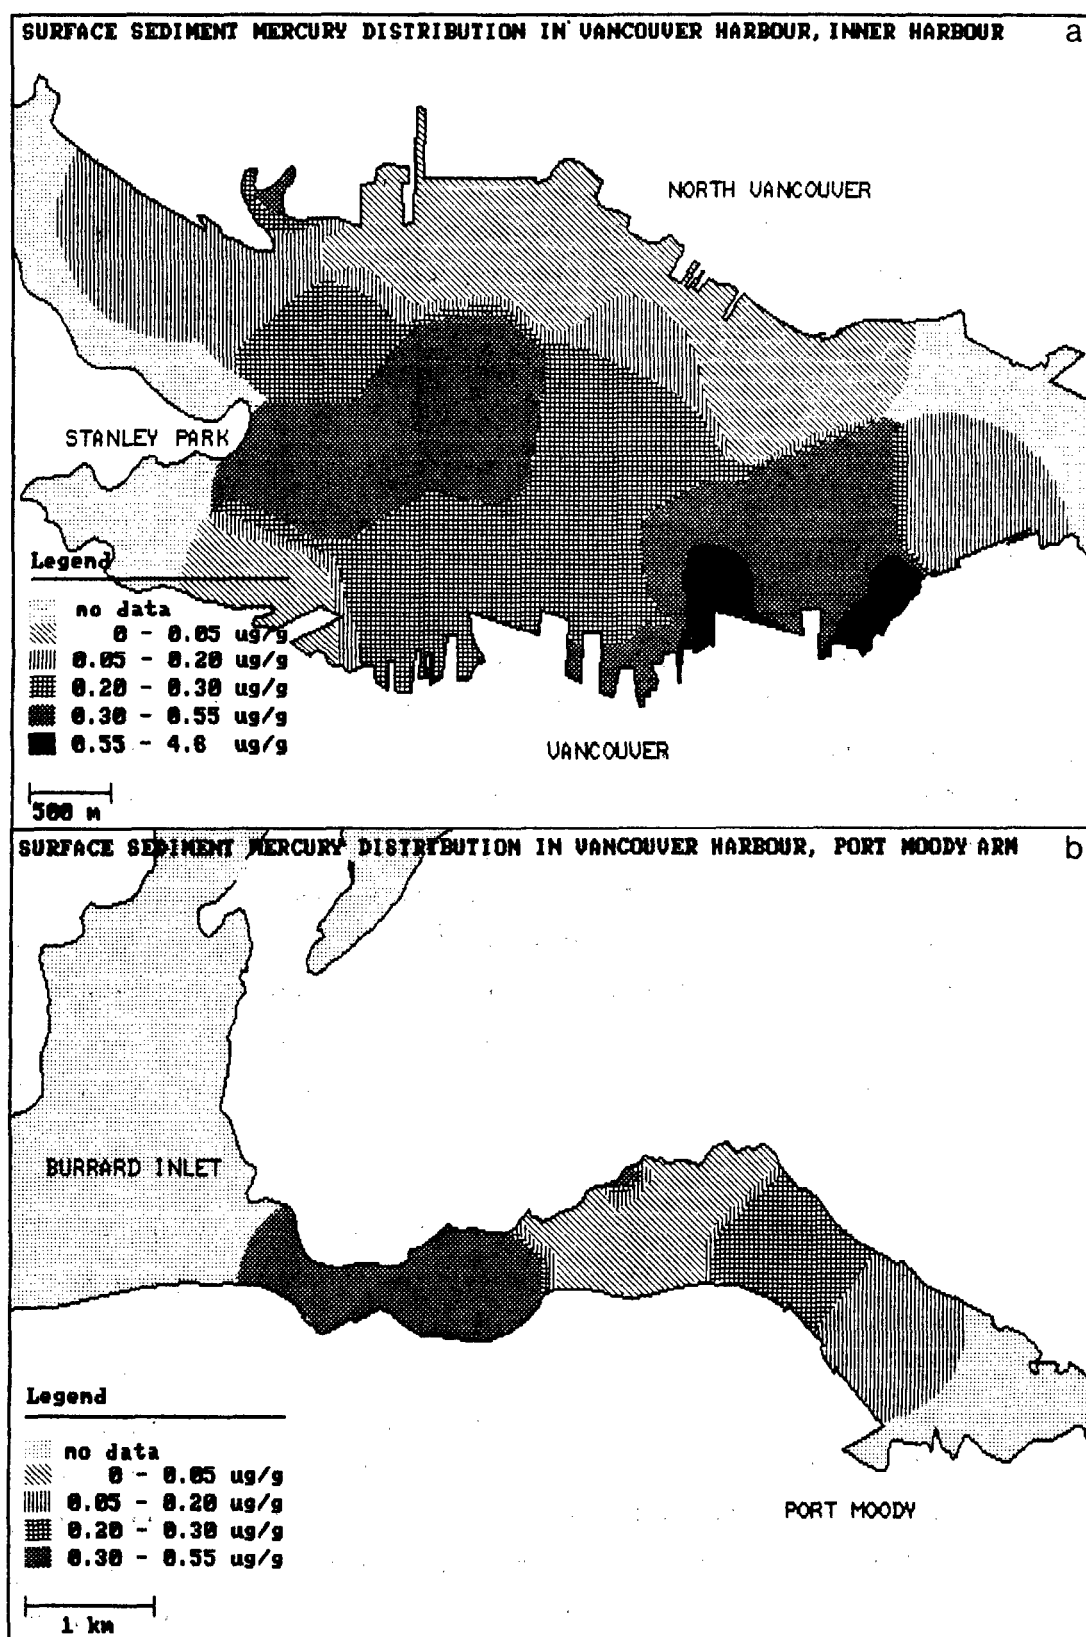 SURFACE SEDIMENT MERCURY DISTRIBUTION IN VANCOUVER HARBOUR, INNER HARBOUR a
NORTH VANCOUVER
STANLEY PARK
Legend
no data
0 - 0.05 ug/g
0.05 - 0.20 ug/g
0.20 - 0.30 ug/g
0.30 - 0.55 ug/g
0.55 - 4.6 ug/g
VANCOUVER
500 m
SURFACE SEDIMENT MERCURY DISTRIBUTION IN VANCOUVER HARBOUR, PORT MOODY ARM b
BURRARD INLET
Legend
no data
0 - 0.05 ug/g
0.05 - 0.20 ug/g
0.20 - 0.30 ug/g
0.30 - 0.55 ug/g
PORT MOODY
1 km